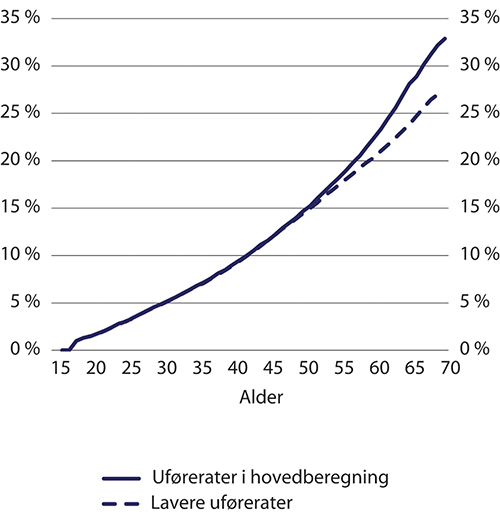 35 % 35 %
30 % 30 %
25 % 25 %
20 % 20 %
15 % 15 %
10 % 10 %
5 % 5 %
0 % 0 %
15 20 25 30 35 40 45 50 55 60 65 70
Alder
Uførerater i hovedberegning
Lavere uførerater